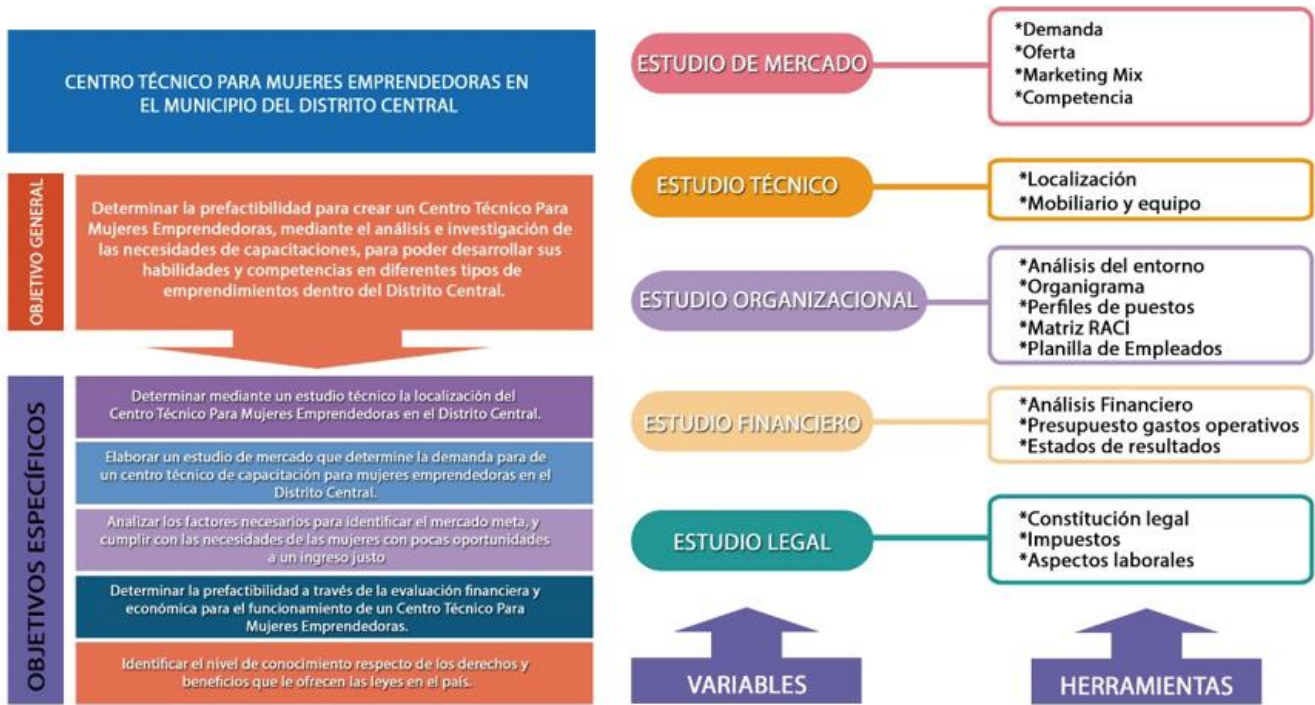 CENTRO TÉCNICO PARA MUJERES EMPRENDEDORAS EN
EL MUNICIPIO DEL DISTRITO CENTRAL
OBJETIVO GENERAL
Determinar la prefactibilidad para crear un Centro Técnico Para
Mujeres Emprendedoras, mediante el análisis e investigación de
las necesidades de capacitaciones, para poder desarrollar sus
habilidades y competencias en diferentes tipos de
emprendimientos dentro del Distrito Central.
OBJETIVOS ESPECÍFICOS
Determinar mediante un estudio técnico la localización del
Centro Técnico Para Mujeres Emprendedoras en el Distrito Central.
Elaborar un estudio de mercado que determine la demanda para de
un centro técnico de capacitación para mujeres emprendedoras en el
Distrito Central.
Analizar los factores necesarios para identificar el mercado meta, y
cumplir con las necesidades de las mujeres con pocas oportunidades
a un ingreso justo
Determinar la prefactibilidad a través de la evaluación financiera y
económica para el funcionamiento de un Centro Técnico Para
Mujeres Emprendedoras.
Identificar el nivel de conocimiento respecto de los derechos y
beneficios que le ofrecen las leyes en el país.
ESTUDIO DE MERCADO
*Demanda
*Oferta
*Marketing Mix
*Competencia
ESTUDIO TÉCNICO
*Localización
*Mobiliario y equipo
ESTUDIO ORGANIZACIONAL
*Análisis del entorno
*Organigrama
*Perfiles de puestos
*Matriz RACI
*Planilla de Empleados
ESTUDIO FINANCIERO
*Análisis Financiero
*Presupuesto gastos operativos
*Estados de resultados
ESTUDIO LEGAL
*Constitución legal
*Impuestos
*Aspectos laborales
VARIABLES
HERRAMIENTAS